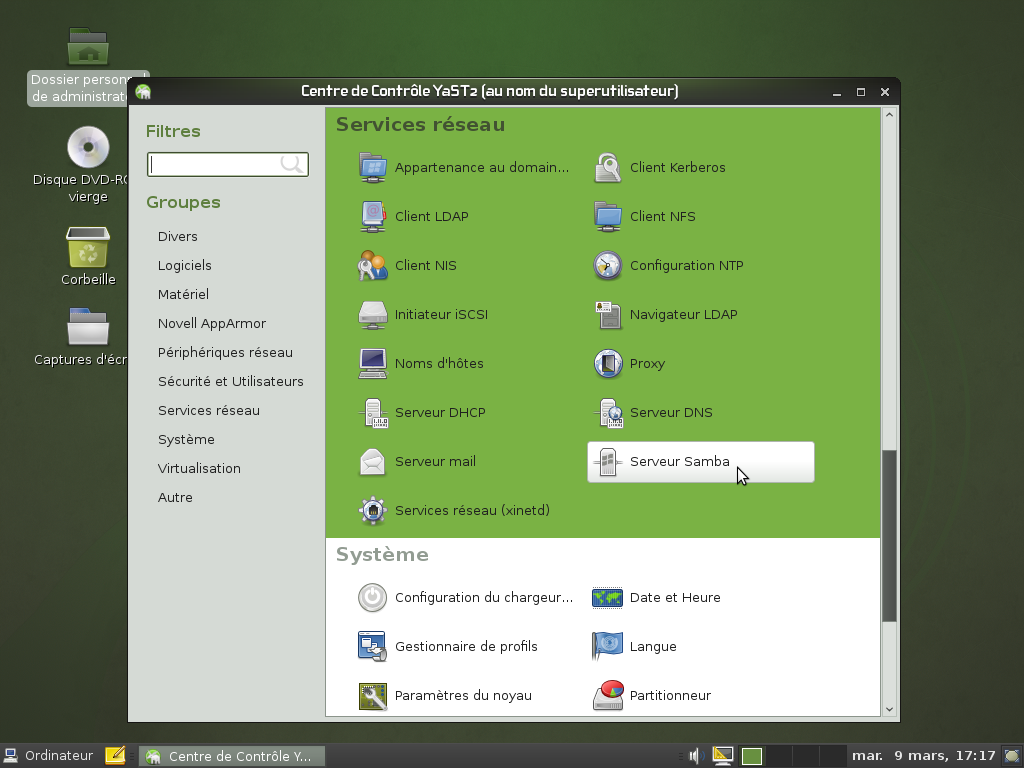 Dossier personnel
de administrat
Disque DVD-RO
vierge
Corbeille
Captures d'écr
Centre de Contrôle YaST2 (au nom du superutilisateur)
Filtres
Groupes
Divers
Logiciels
Matériel
Novell AppArmor
Périphériques réseau
Sécurité et Utilisateurs
Services réseau
Système
Virtualisation
Autre
Services réseau
Appartenance au domain...
Client Kerberos
Client LDAP
Client NFS
Client NIS
Configuration NTP
Initiateur iSCSI
Navigateur LDAP
Noms d'hôtes
Proxy
Serveur DHCP
Serveur DNS
Serveur mail
Serveur Samba
Services réseau (xinetd)
Système
Configuration du chargeur...
Date et Heure
Gestionnaire de profils
Langue
Paramètres du noyau
Partitionneur
Ordinateur
Centre de Contrôle Y...
mar. 9 mars, 17:17